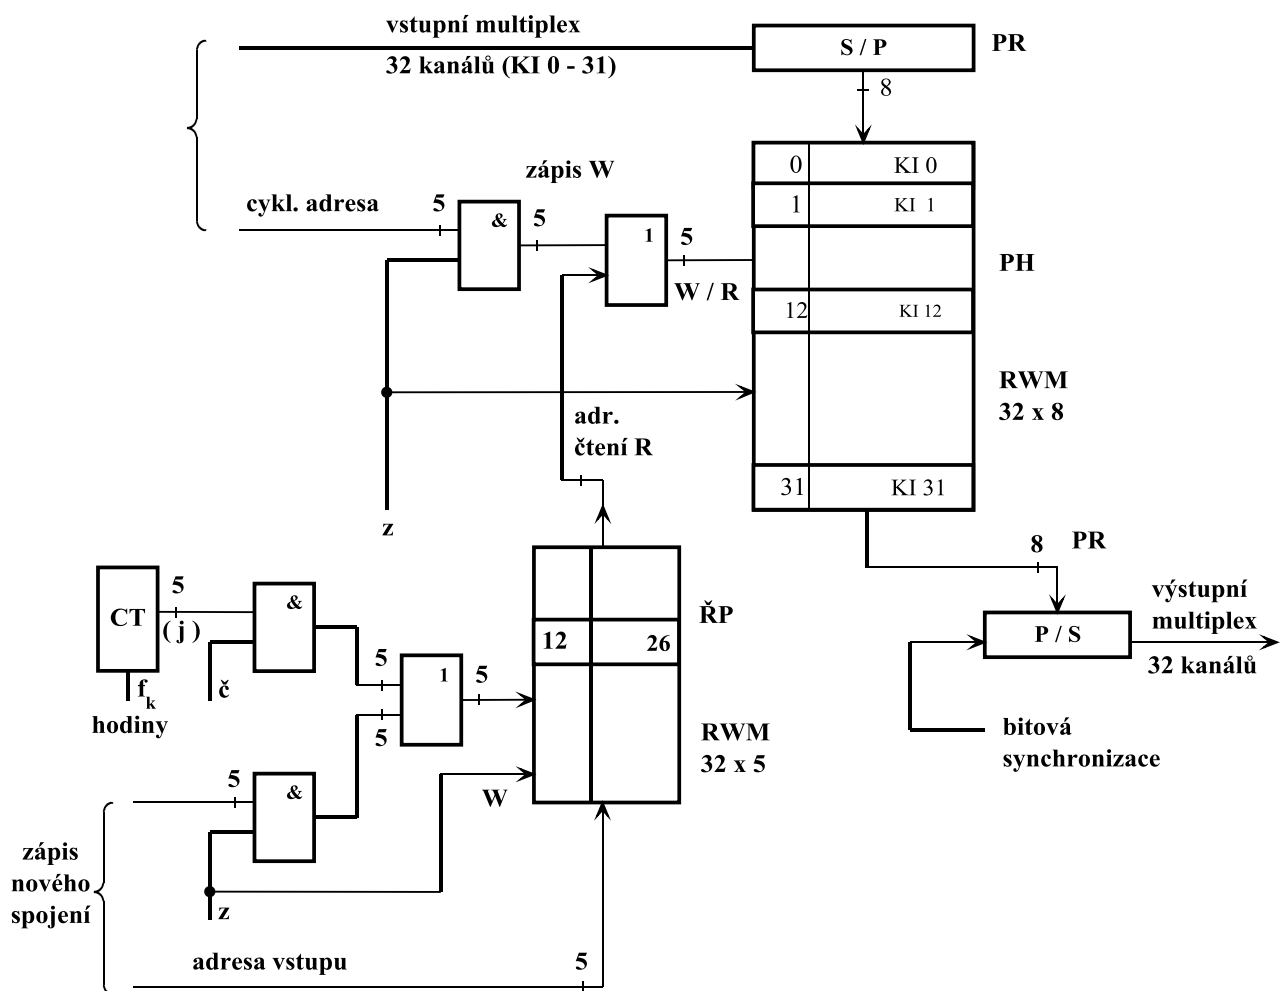 vstupní multiplex
S / P
PR
32 kanálů (KI 0 - 31)
8
0
KI 0
zápis W
cykl. adresa
5
&
5
1
5
1
KI 1
W / R
PH
12
KI 12
RWM
32 x 8
adr.
čtení R
31
KI 31
z
8
PR
CT
5
( j )
&
ŘP
výstupní
multiplex
P / S
32 kanálů
12
26
fk
hodiny
č
5
1
5
5
RWM
32 x 5
bitová
synchronizace
5
&
W
zápis
nového
spojení
z
adresa vstupu
5